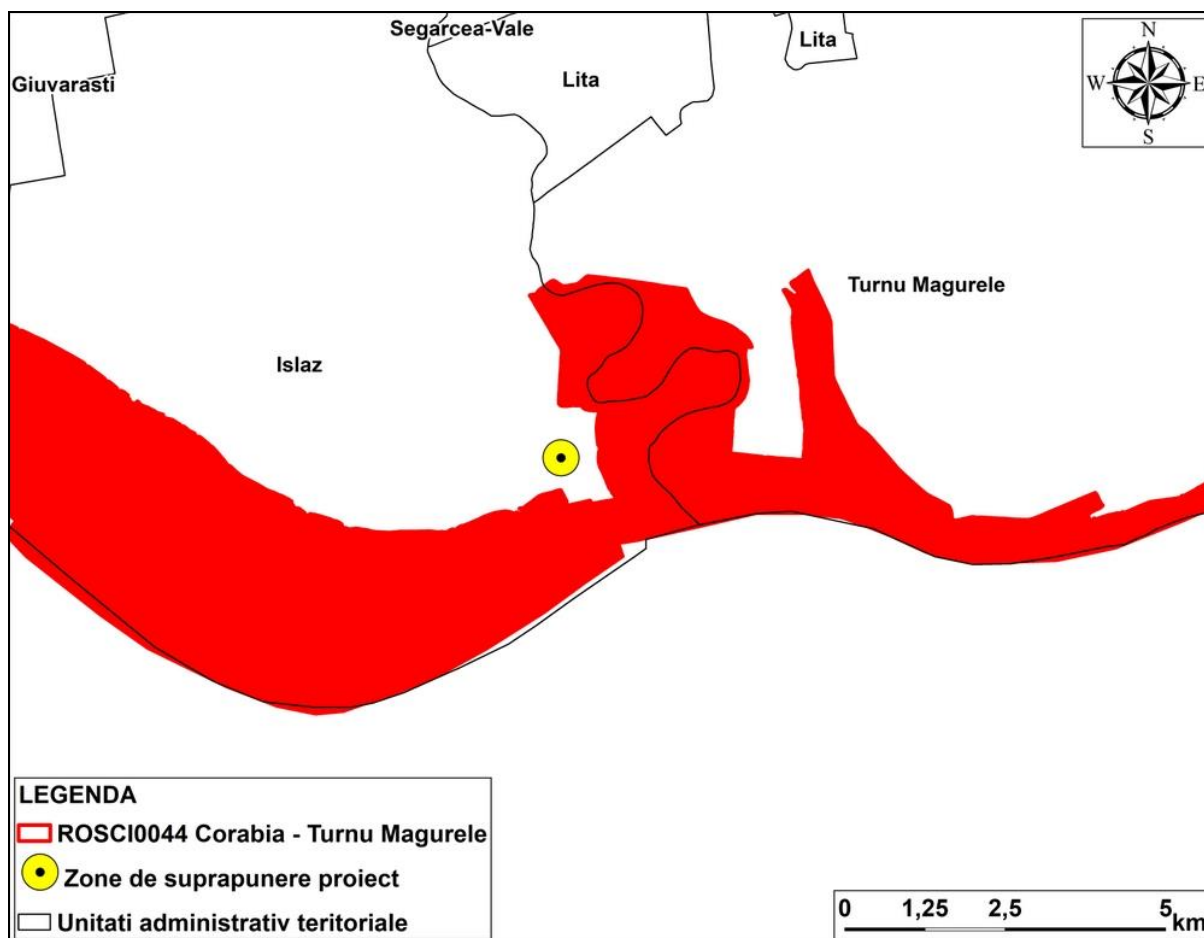 Segarcea-Vale
Lita
Giuvarasti
Lita
N
W E
S
Turnu Magurele
Islaz
LEGENDA
ROSCI0044 Corabia - Turnu Magurele
Zone de suprapunere proiect
Unitati administrativ teritoriale
0 1,25 2,5 5
km